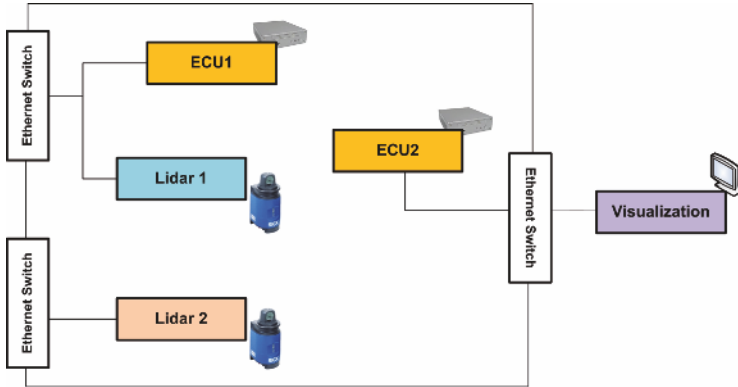 Ethernet Switch
ECU1
Lidar 1
ECU2
Ethernet Switch
Visualization
Ethernet Switch
Lidar 2